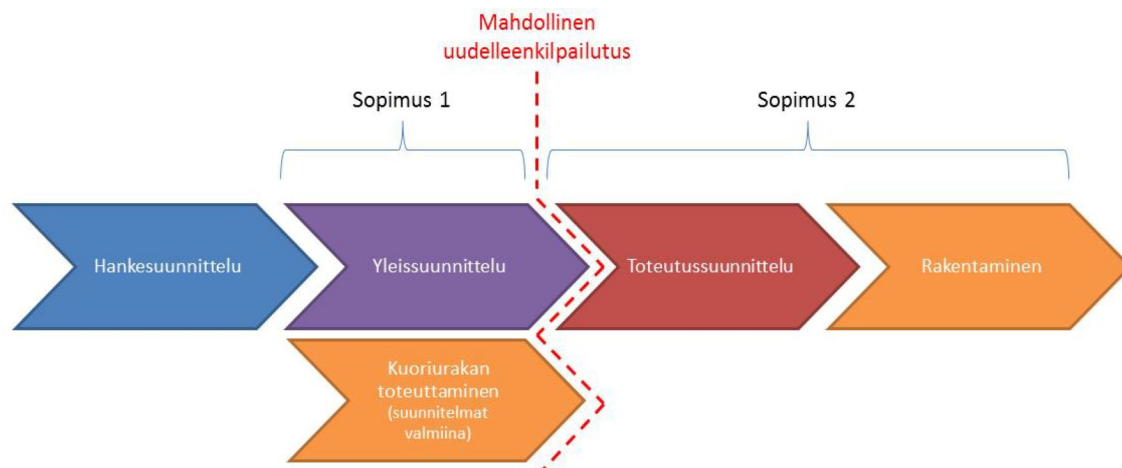 Mahdollinen
uudelleenkilpailutus
Sopimus 1
Sopimus 2
Hankesuunnittelu
Yleissuunnittelu
Toteutussuunnittelu
Rakentaminen
Kuoriurakan
toteuttaminen
(suunnitelmat
valmiina)